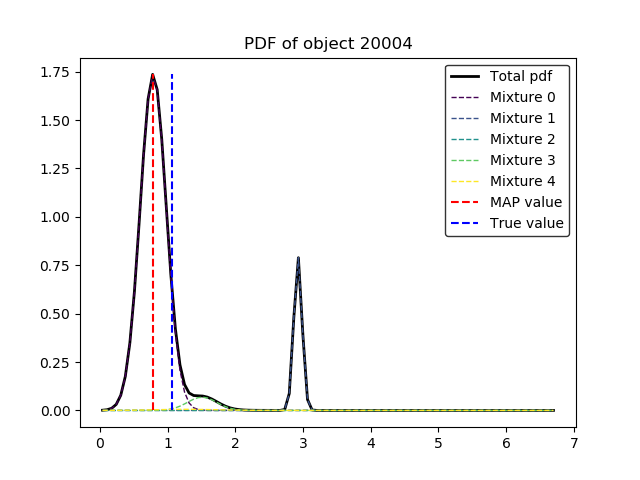 PDF of object 20004
1.75
1.50
1.25
1.00
0.75
0.50
0.25
0.00
0 1 2 3 4 5 6 7
Total pdf
Mixture 0
Mixture 1
Mixture 2
Mixture 3
Mixture 4
MAP value
True value